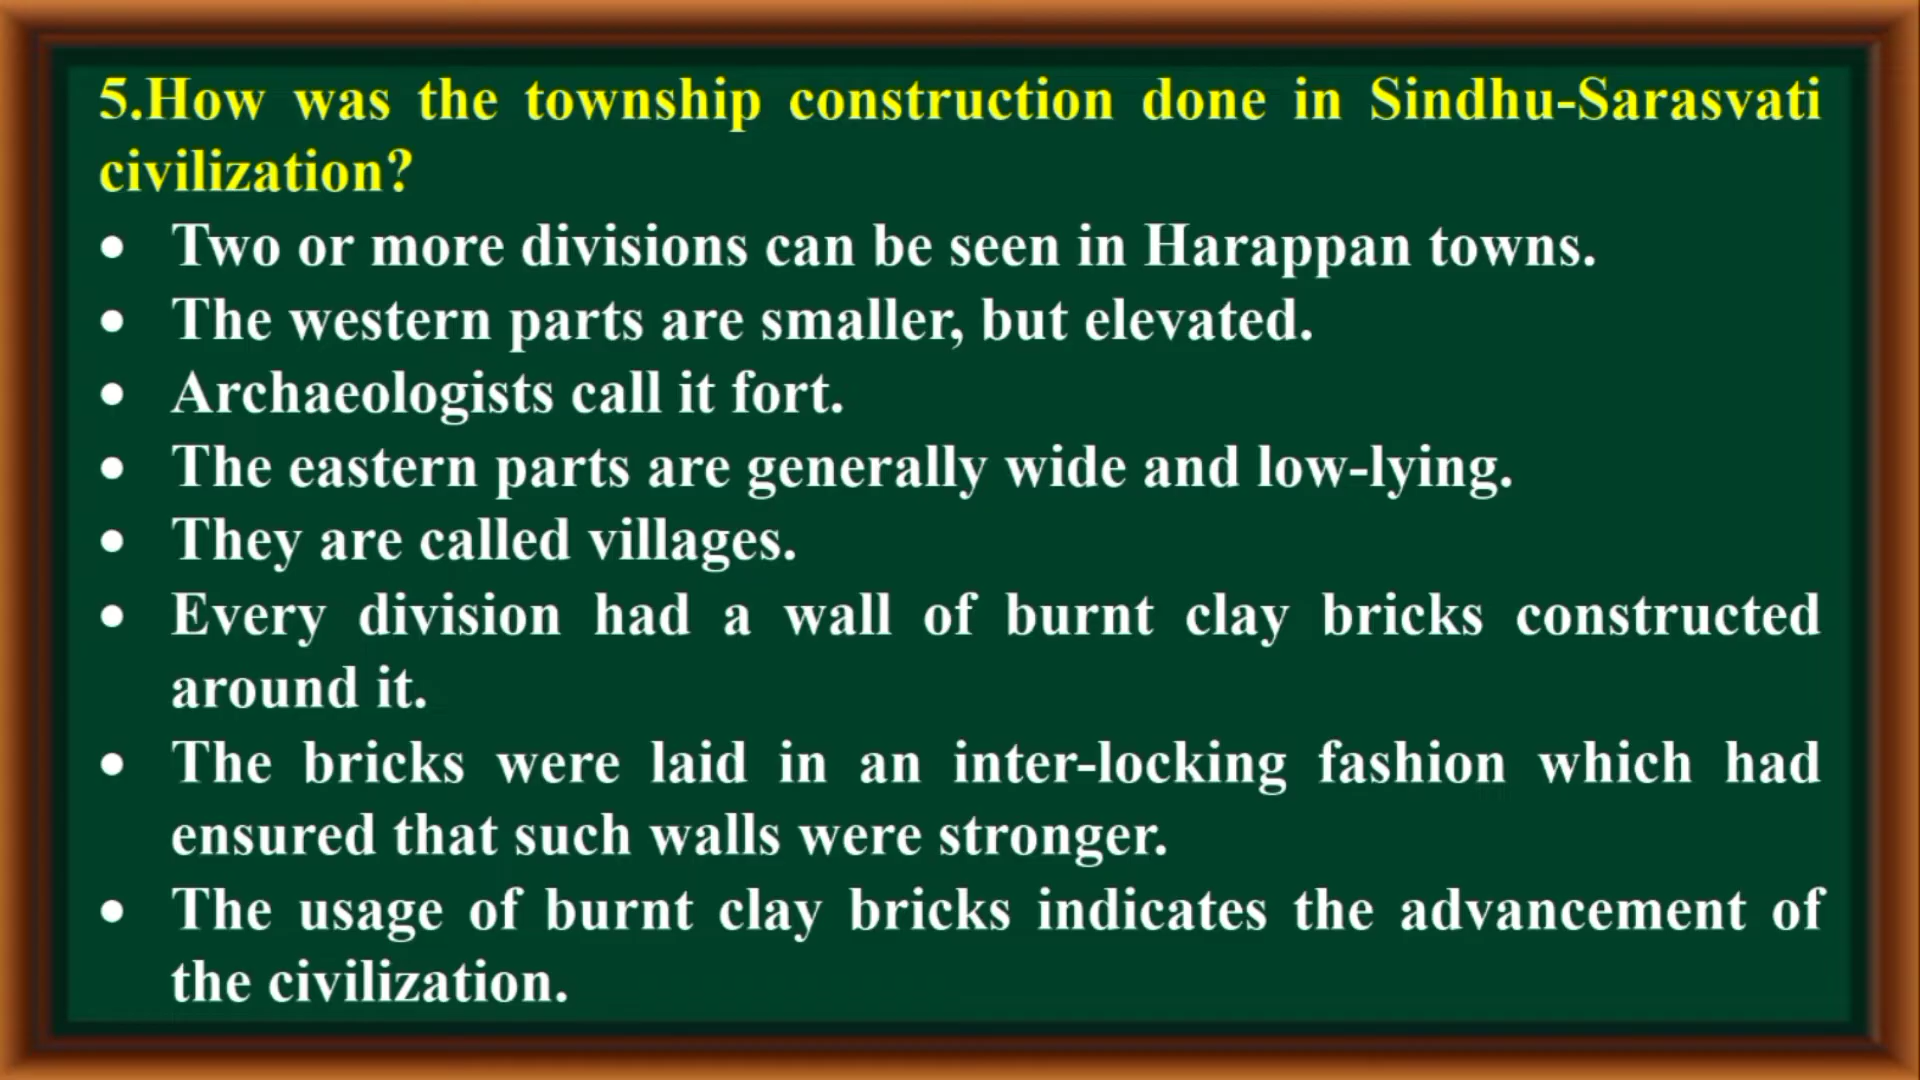 5.How was the township construction done in Sindhu-Sarasvati
civilization?
• Two or more divisions can be seen in Harappan towns.
• The western parts are smaller, but elevated.
• Archaeologists call it fort.
• The eastern parts are generally wide and low-lying.
• They are called villages.
• Every division had a wall of burnt clay bricks constructed
around it.
• The bricks were laid in an inter-locking fashion which had
ensured that such walls were stronger.
• The usage of burnt clay bricks indicates the advancement of
the civilization.